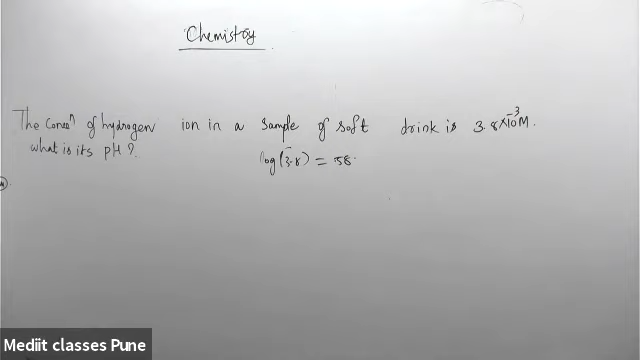 Chemistry
The Concⁿ of hydrogen ion in a sample of soft drink is 3.8×10⁻³M.
what is its pH?
log(3.8) = 58.
Mediit classes Pune